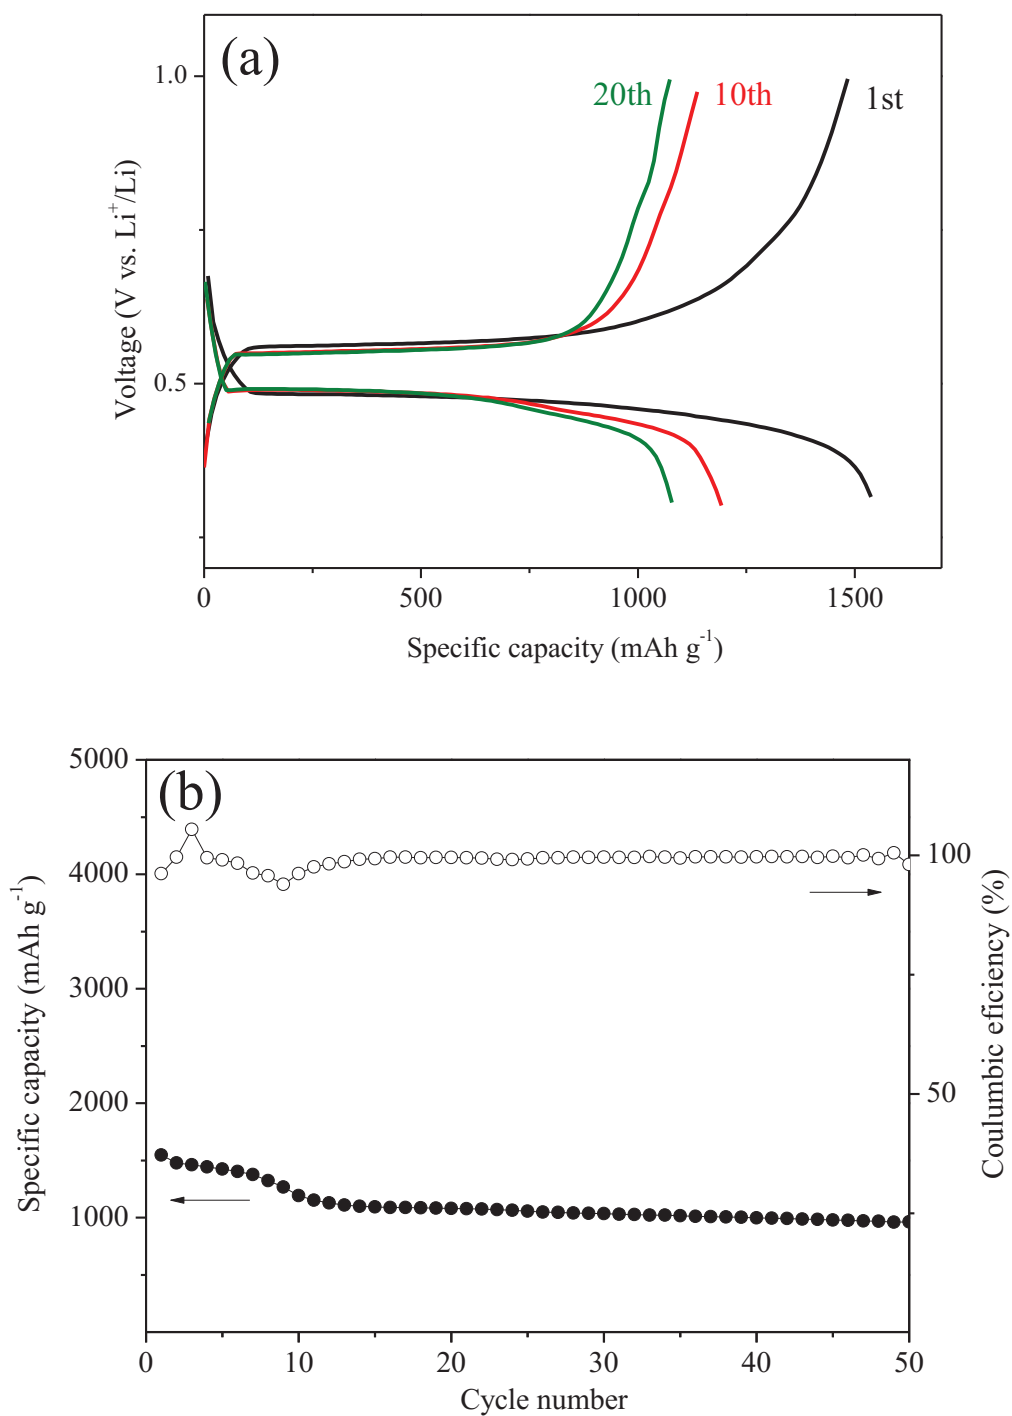 (a)
1.0
20th 10th 1st
Voltage (V vs. Li⁺/Li)
0.5
0 500 1000 1500
Specific capacity (mAh g⁻¹)
5000
(b)
4000
100
Specific capacity (mAh g⁻¹)
Coulumbic eficiency (%)
3000
2000
50
1000
0 10 20 30 40 50
Cycle number